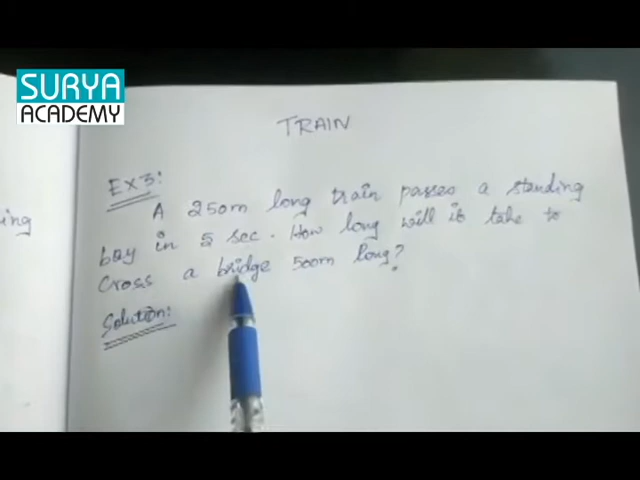 SURYA
ACADEMY
TRAIN
EX3:
A 250m long train passes a standing
boy in 5 sec. How long will it take to
Cross a bridge 500m long?
Solution:
ing